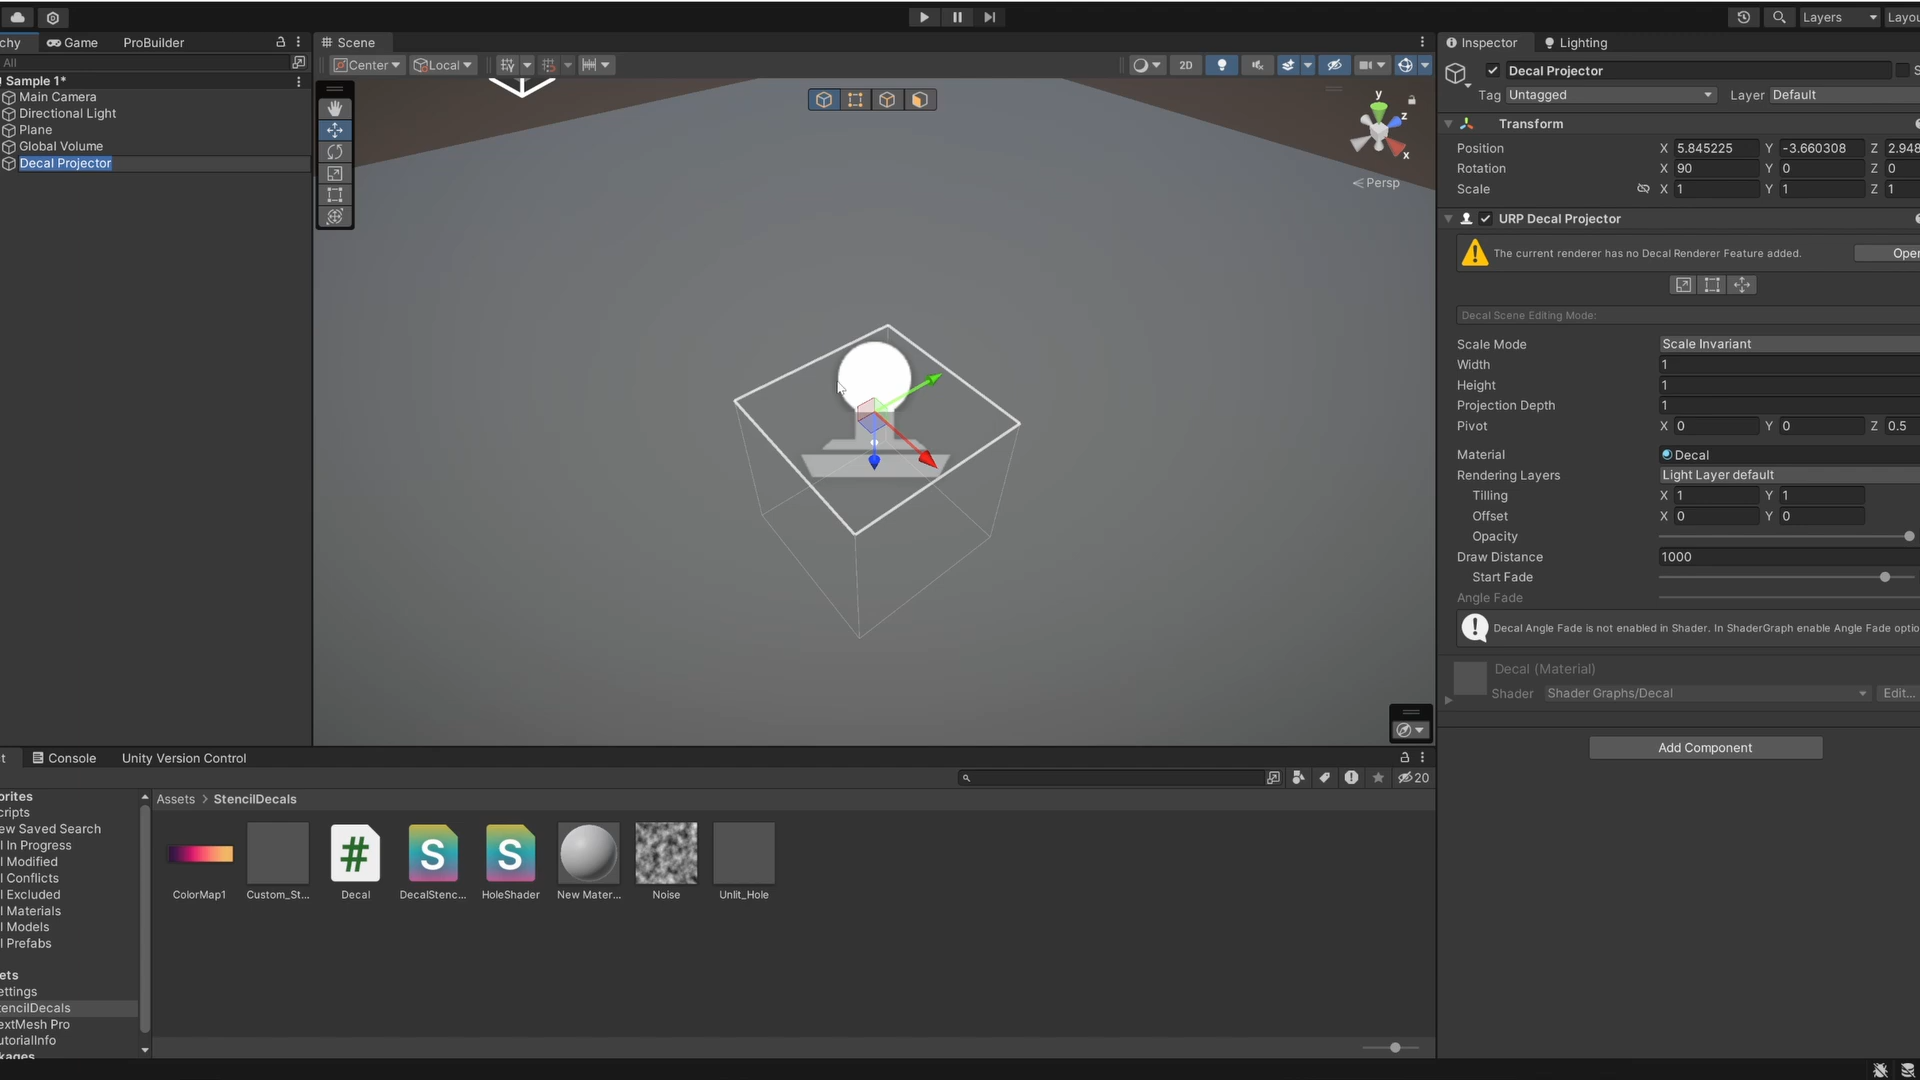 Layers
Layou
chy
Game
ProBuilder
Scene
Inspector
Lighting
All
Center
Local
2D
Decal Projector
S
Tag
Untagged
Layer
Default
Sample 1*
Main Camera
Directional Light
Plane
Global Volume
Decal Projector
y
z
x
Persp
Transform
Position
X 5.845225
Y -3.660308
Z 2.948
Rotation
X 90
Y 0
Z 0
Scale
X 1
Y 1
Z 1
URP Decal Projector
The current renderer has no Decal Renderer Feature added.
Open
Decal Scene Editing Mode:
Scale Mode
Scale Invariant
Width
1
Height
1
Projection Depth
1
Pivot
X 0
Y 0
Z 0.5
Material
Decal
Rendering Layers
Light Layer default
Tilling
X 1
Y 1
Offset
X 0
Y 0
Opacity
Draw Distance
1000
Start Fade
Angle Fade
Decal Angle Fade is not enabled in Shader. In ShaderGraph enable Angle Fade optio
Decal (Material)
Shader
Shader Graphs/Decal
Edit...
Add Component
t
Console
Unity Version Control
20
orites
cripts
ew Saved Search
l In Progress
l Modified
l Conflicts
l Excluded
l Materials
l Models
l Prefabs
ets
ettings
tencilDecals
extMesh Pro
utorialInfo
kages
Assets > StencilDecals
ColorMap1
Custom_St...
Decal
DecalStenc...
HoleShader
New Mater...
Noise
Unlit_Hole